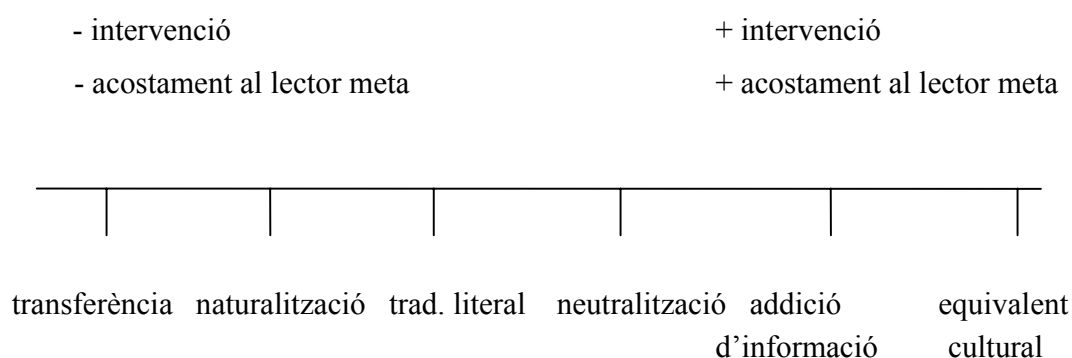 - intervenció + intervenció
- acostament al lector meta + acostament al lector meta
transferència naturalització trad. literal neutralització addició equivalent
d’informació cultural